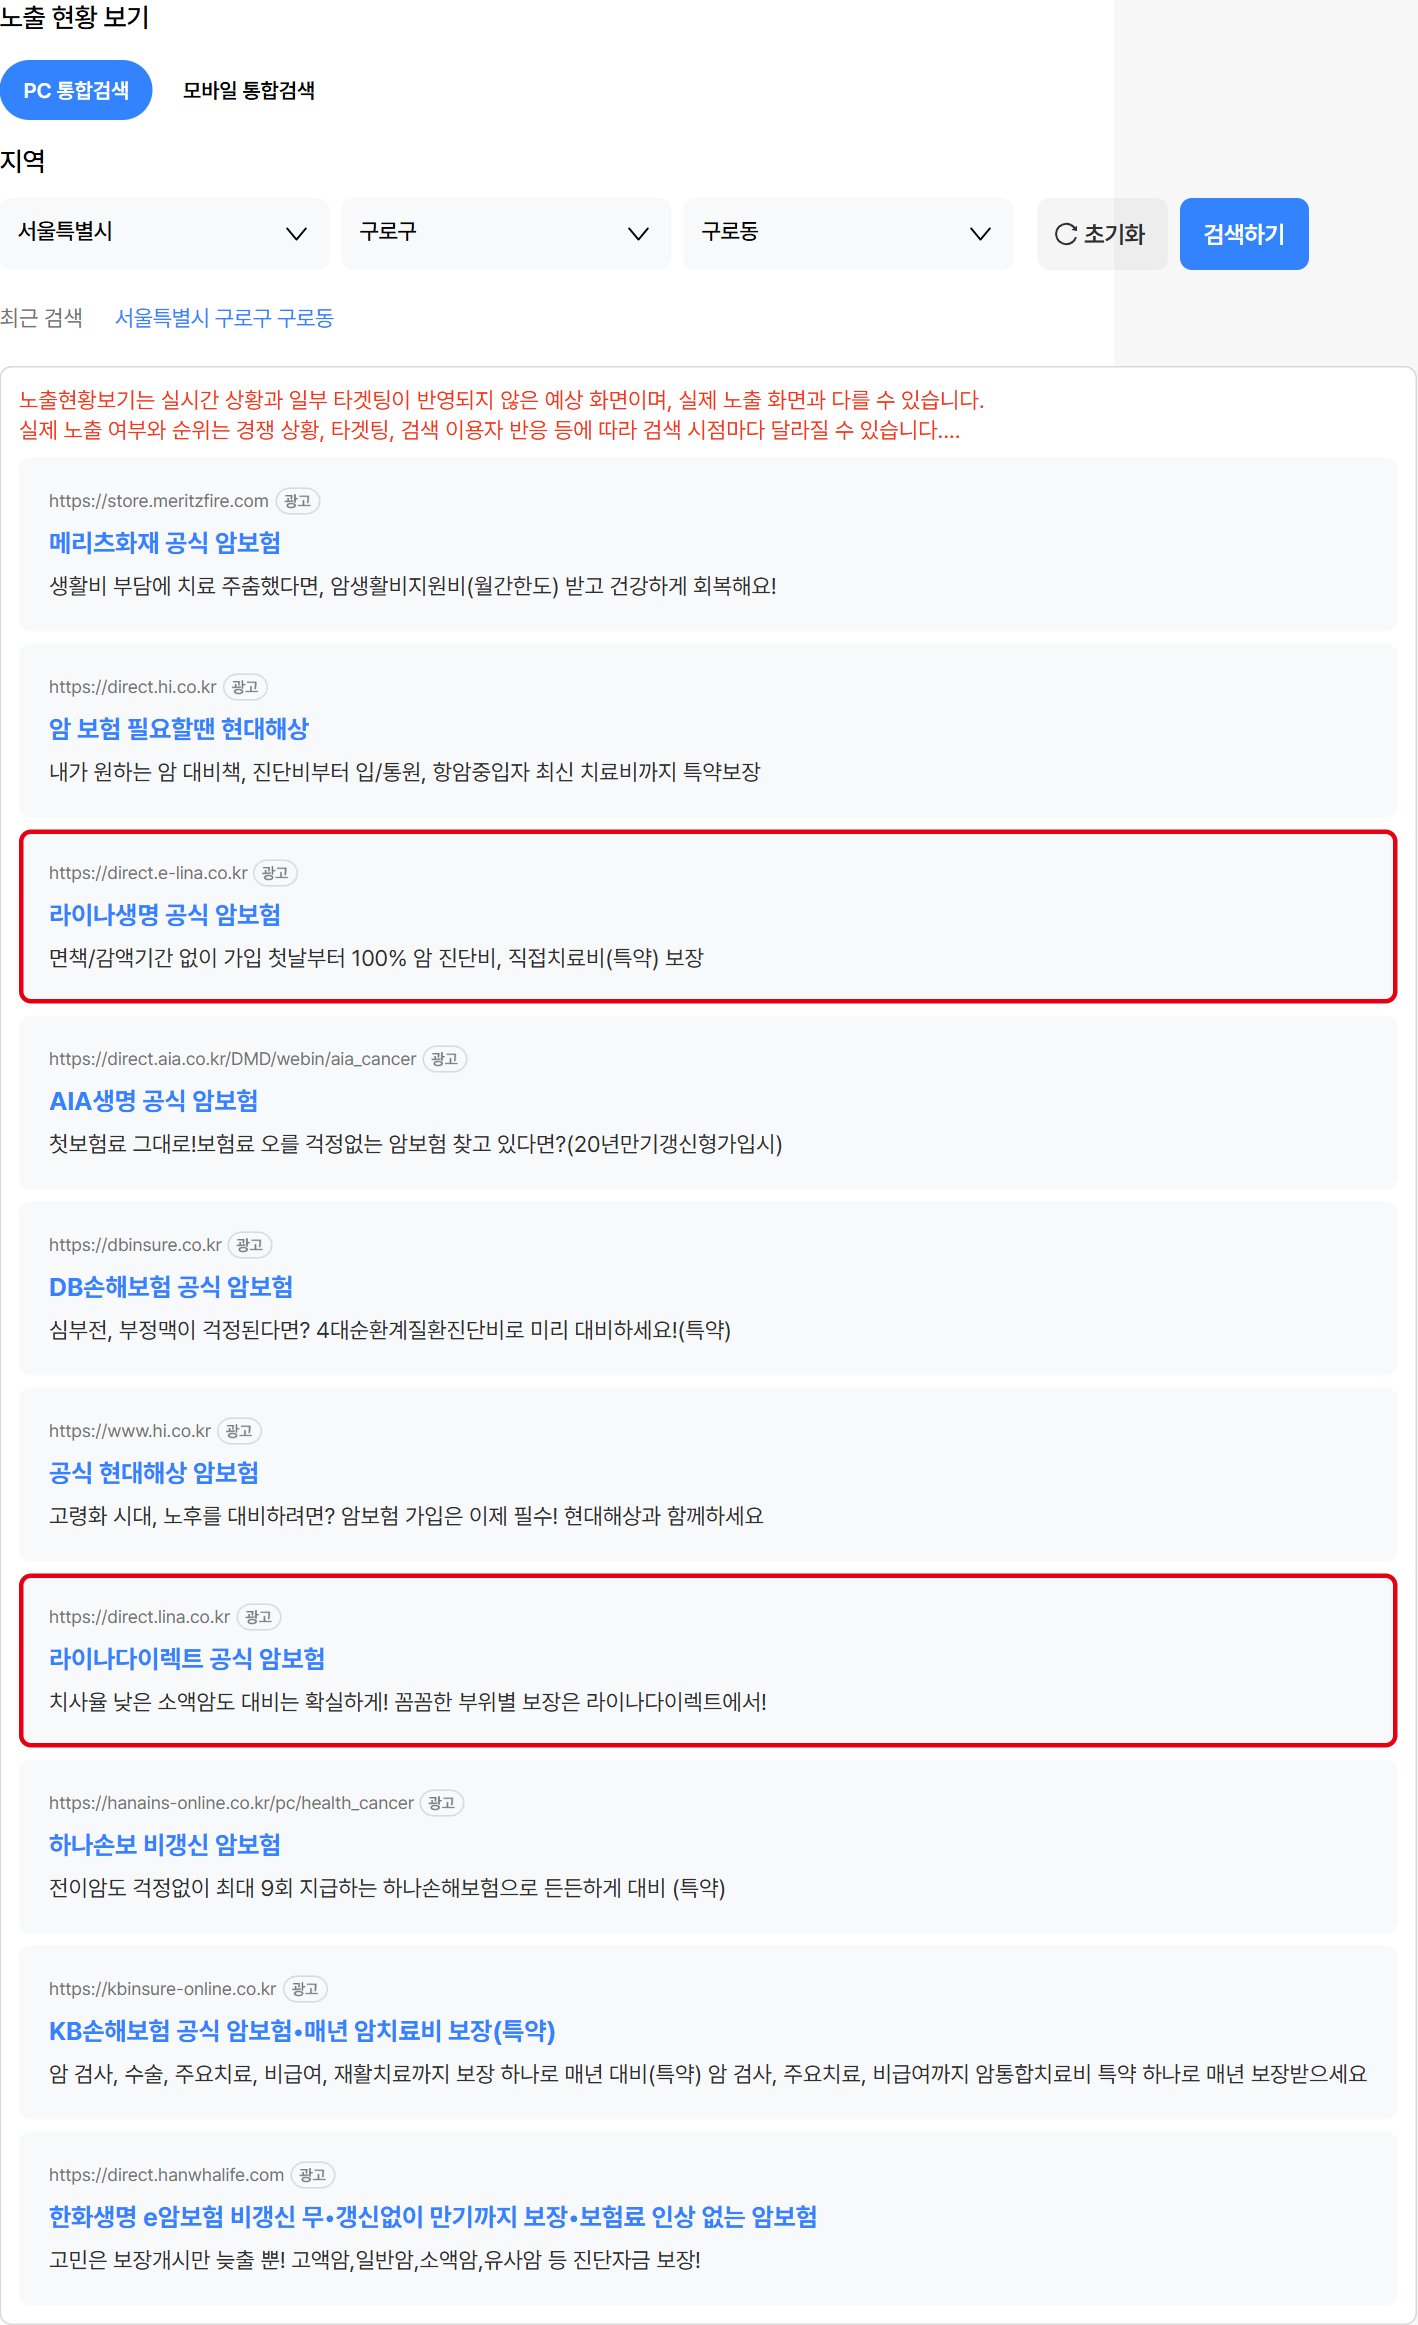 노출 현황 보기
PC 통합검색 모바일 통합검색
지역
서울특별시 구로구 구로동 초기화 검색하기
최근 검색 서울특별시 구로구 구로동
노출현황보기는 실시간 상황과 일부 타겟팅이 반영되지 않은 예상 화면이며, 실제 노출 화면과 다를 수 있습니다.
실제 노출 여부와 순위는 경쟁 상황, 타겟팅, 검색 이용자 반응 등에 따라 검색 시점마다 달라질 수 있습니다....
https://store.meritzfire.com 광고
메리츠화재 공식 암보험
생활비 부담에 치료 주춤했다면, 암생활비지원비(월간한도) 받고 건강하게 회복해요!
https://direct.hi.co.kr 광고
암 보험 필요할땐 현대해상
내가 원하는 암 대비책, 진단비부터 입/통원, 항암중입자 최신 치료비까지 특약보장
https://direct.e-lina.co.kr 광고
라이나생명 공식 암보험
면책/감액기간 없이 가입 첫날부터 100% 암 진단비, 직접치료비(특약) 보장
https://direct.aia.co.kr/DMD/webin/aia_cancer 광고
AIA생명 공식 암보험
첫보험료 그대로!보험료 오를 걱정없는 암보험 찾고 있다면?(20년만기갱신형가입시)
https://dbinsure.co.kr 광고
DB손해보험 공식 암보험
심부전, 부정맥이 걱정된다면? 4대순환계질환진단비로 미리 대비하세요!(특약)
https://www.hi.co.kr 광고
공식 현대해상 암보험
고령화 시대, 노후를 대비하려면? 암보험 가입은 이제 필수! 현대해상과 함께하세요
https://direct.lina.co.kr 광고
라이나다이렉트 공식 암보험
치사율 낮은 소액암도 대비는 확실하게! 꼼꼼한 부위별 보장은 라이나다이렉트에서!
https://hanains-online.co.kr/pc/health_cancer 광고
하나손보 비갱신 암보험
전이암도 걱정없이 최대 9회 지급하는 하나손해보험으로 든든하게 대비 (특약)
https://kbinsure-online.co.kr 광고
KB손해보험 공식 암보험•매년 암치료비 보장(특약)
암 검사, 수술, 주요치료, 비급여, 재활치료까지 보장 하나로 매년 대비(특약) 암 검사, 주요치료, 비급여까지 암통합치료비 특약 하나로 매년 보장받으세요
https://direct.hanwhalife.com 광고
한화생명 e암보험 비갱신 무•갱신없이 만기까지 보장•보험료 인상 없는 암보험
고민은 보장개시만 늦출 뿐! 고액암,일반암,소액암,유사암 등 진단자금 보장!